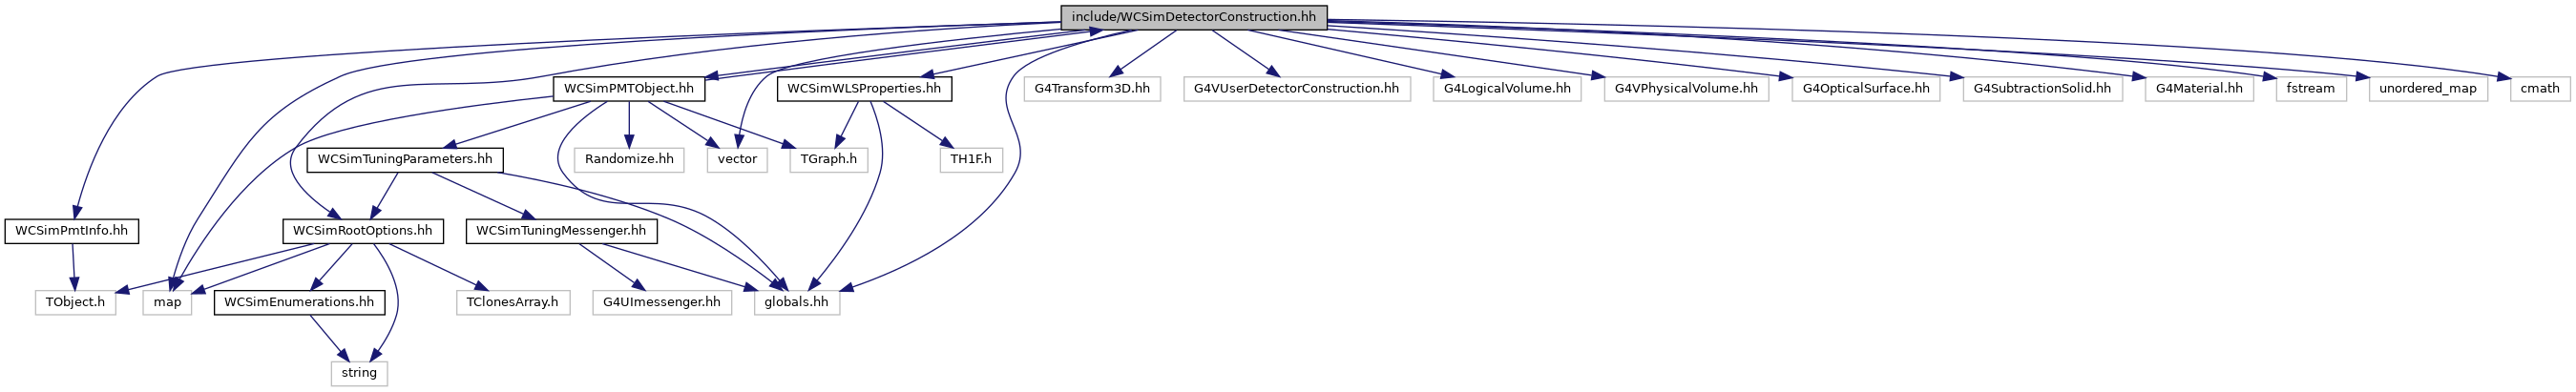 include/WCSimDetectorConstruction.hh
WCSimPMTObject.hh
WCSimWLSProperties.hh
G4Transform3D.hh
G4VUserDetectorConstruction.hh
G4LogicalVolume.hh
G4VPhysicalVolume.hh
G4OpticalSurface.hh
G4SubtractionSolid.hh
G4Material.hh
fstream
unordered_map
cmath
WCSimTuningParameters.hh
Randomize.hh
vector
TGraph.h
TH1F.h
WCSimPmtInfo.hh
WCSimRootOptions.hh
WCSimTuningMessenger.hh
TObject.h
map
WCSimEnumerations.hh
TClonesArray.h
G4UImessenger.hh
globals.hh
string